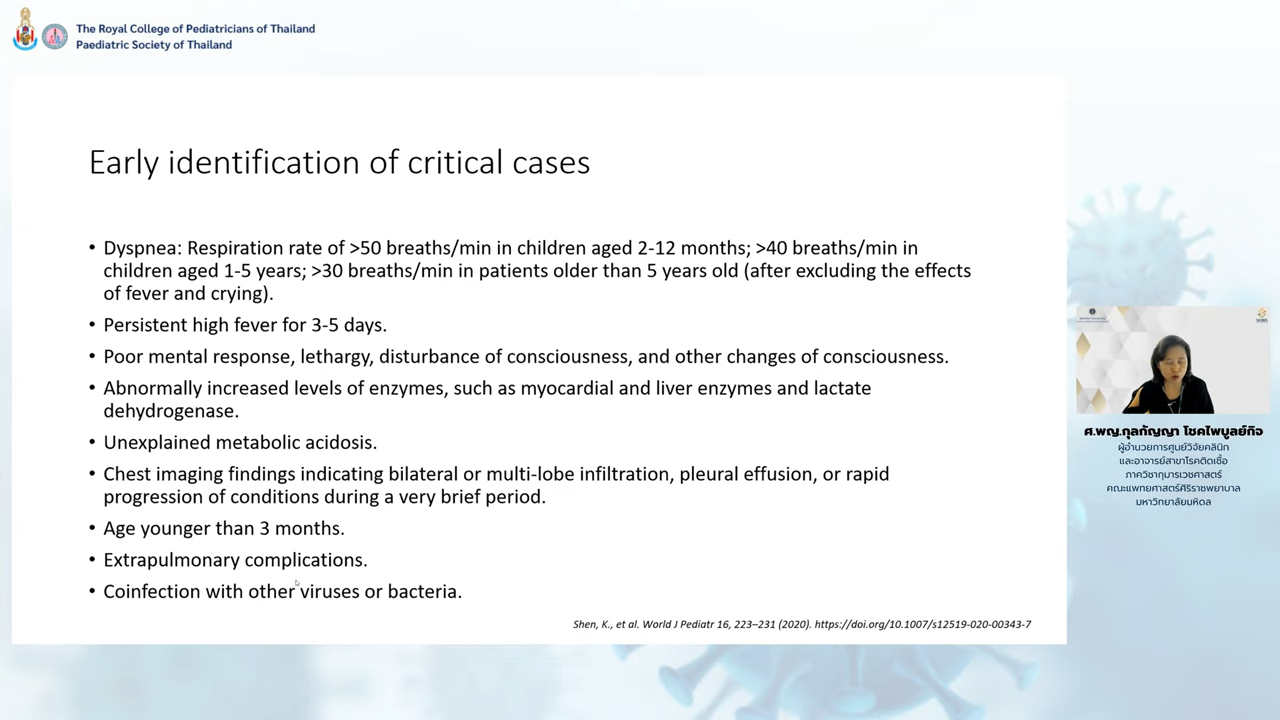 The Royal College of Pediatricians of Thailand
Paediatric Society of Thailand
Early identification of critical cases
• Dyspnea: Respiration rate of >50 breaths/min in children aged 2-12 months; >40 breaths/min in
children aged 1-5 years; >30 breaths/min in patients older than 5 years old (after excluding the effects
of fever and crying).
• Persistent high fever for 3-5 days.
• Poor mental response, lethargy, disturbance of consciousness, and other changes of consciousness.
• Abnormally increased levels of enzymes, such as myocardial and liver enzymes and lactate
dehydrogenase.
• Unexplained metabolic acidosis.
• Chest imaging findings indicating bilateral or multi-lobe infiltration, pleural effusion, or rapid
progression of conditions during a very brief period.
• Age younger than 3 months.
• Extrapulmonary complications.
• Coinfection with other viruses or bacteria.
Shen, K., et al. World J Pediatr 16, 223–231 (2020). https://doi.org/10.1007/s12519-020-00343-7
ศ.พญ.กุลกัญญา โชคไพบูลย์กิจ
ผู้อำนวยการศูนย์วิจัยคลินิก
และอาจารย์สาขาโรคติดเชื้อ
ภาควิชากุมารเวชศาสตร์
คณะแพทยศาสตร์ศิริราชพยาบาล
มหาวิทยาลัยมหิดล